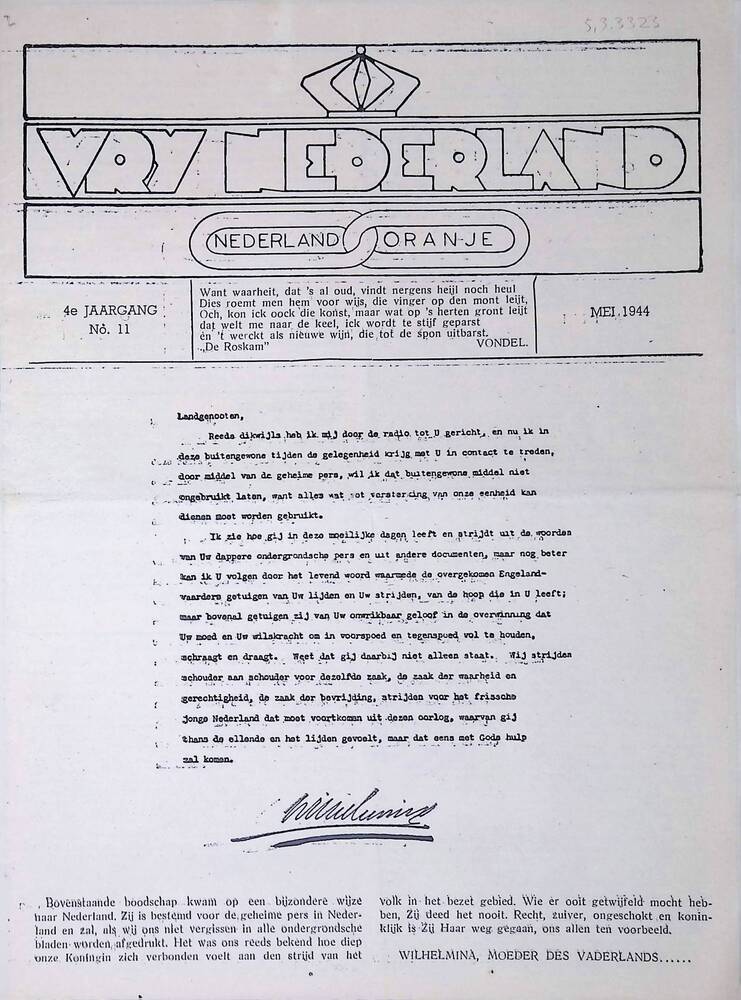 5.3.3323
VRY NEDERLAND
NEDERLAND ORANJE
4e JAARGANG
No. 11
Want waarheit, dat 's al oud, vindt nergens heijl noch heul
Dies roemt men hem voor wijs, die vinger op den mont leijt,
Och, kon ick oock die konst, maar wat op 's herten gront leijt
dat welt me naar de keel, ick wordt te stijf geparst
en 't werckt als nieuwe wijn, die tot de spon uitbarst.
„De Roskam" VONDEL.
MEI 1944
Landgenooten,
Reeds dikwijls heb ik mij door de radio tot U gericht, en nu ik in
deze buitengewone tijden de gelegenheid krijg met U in contact te treden,
door middel van de geheime pers, wil ik dat buitengewone middel niet
ongebruikt laten, want alles wat tot versterking van onze eenheid kan
dienen moet worden gebruikt.
Ik zie hoe gij in deze moeilijke dagen leeft en strijdt uit de woorden
van Uw dappere ondergrondsche pers en uit andere documenten, maar nog beter
kan ik U volgen door het levend woord waarmede de overgekomen Engeland-
vaarders getuigen van Uw lijden en Uw strijden, van de hoop die in U leeft;
maar bovenal getuigen zij van Uw onwrikbaar geloof in de overwinning dat
Uw moed en Uw wilskracht om in voorspoed en tegenspoed vol te houden,
schraagt en draagt. Weet dat gij daarbij niet alleen staat. Wij strijden
schouder aan schouder voor dezelfde zaak, de zaak der waarheid en
gerechtigheid, de zaak der bevrijding, strijden voor het frissche
jonge Nederland dat moet voortkomen uit dezen oorlog, waarvan gij
thans de ellende en het lijden gevoelt, maar dat eens met Gods hulp
zal komen.
Wilhelmina
Bovenstaande boodschap kwam op een bijzondere wijze
naar Nederland. Zij is bestemd voor de geheime pers in Neder-
land en zal, als wij ons niet vergissen in alle ondergrondsche
bladen worden afgedrukt. Het was ons reeds bekend hoe diep
onze Koningin zich verbonden voelt aan den strijd van het
volk in het bezet gebied. Wie er ooit getwijfeld mocht heb-
ben, Zij deed het nooit. Recht, zuiver, ongeschokt en konin-
klijk is Zij Haar weg gegaan, ons allen ten voorbeeld.
WILHELMINA, MOEDER DES VADERLANDS......